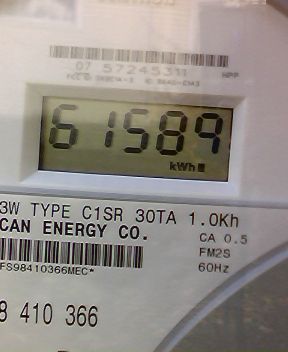 07 57245311 HPP
61589
kWh
3W TYPE C1SR 30TA 1.0Kh
CAN ENERGY CO. CA 0.5
FM2S
FS98410366MEC* 60Hz
8 410 366